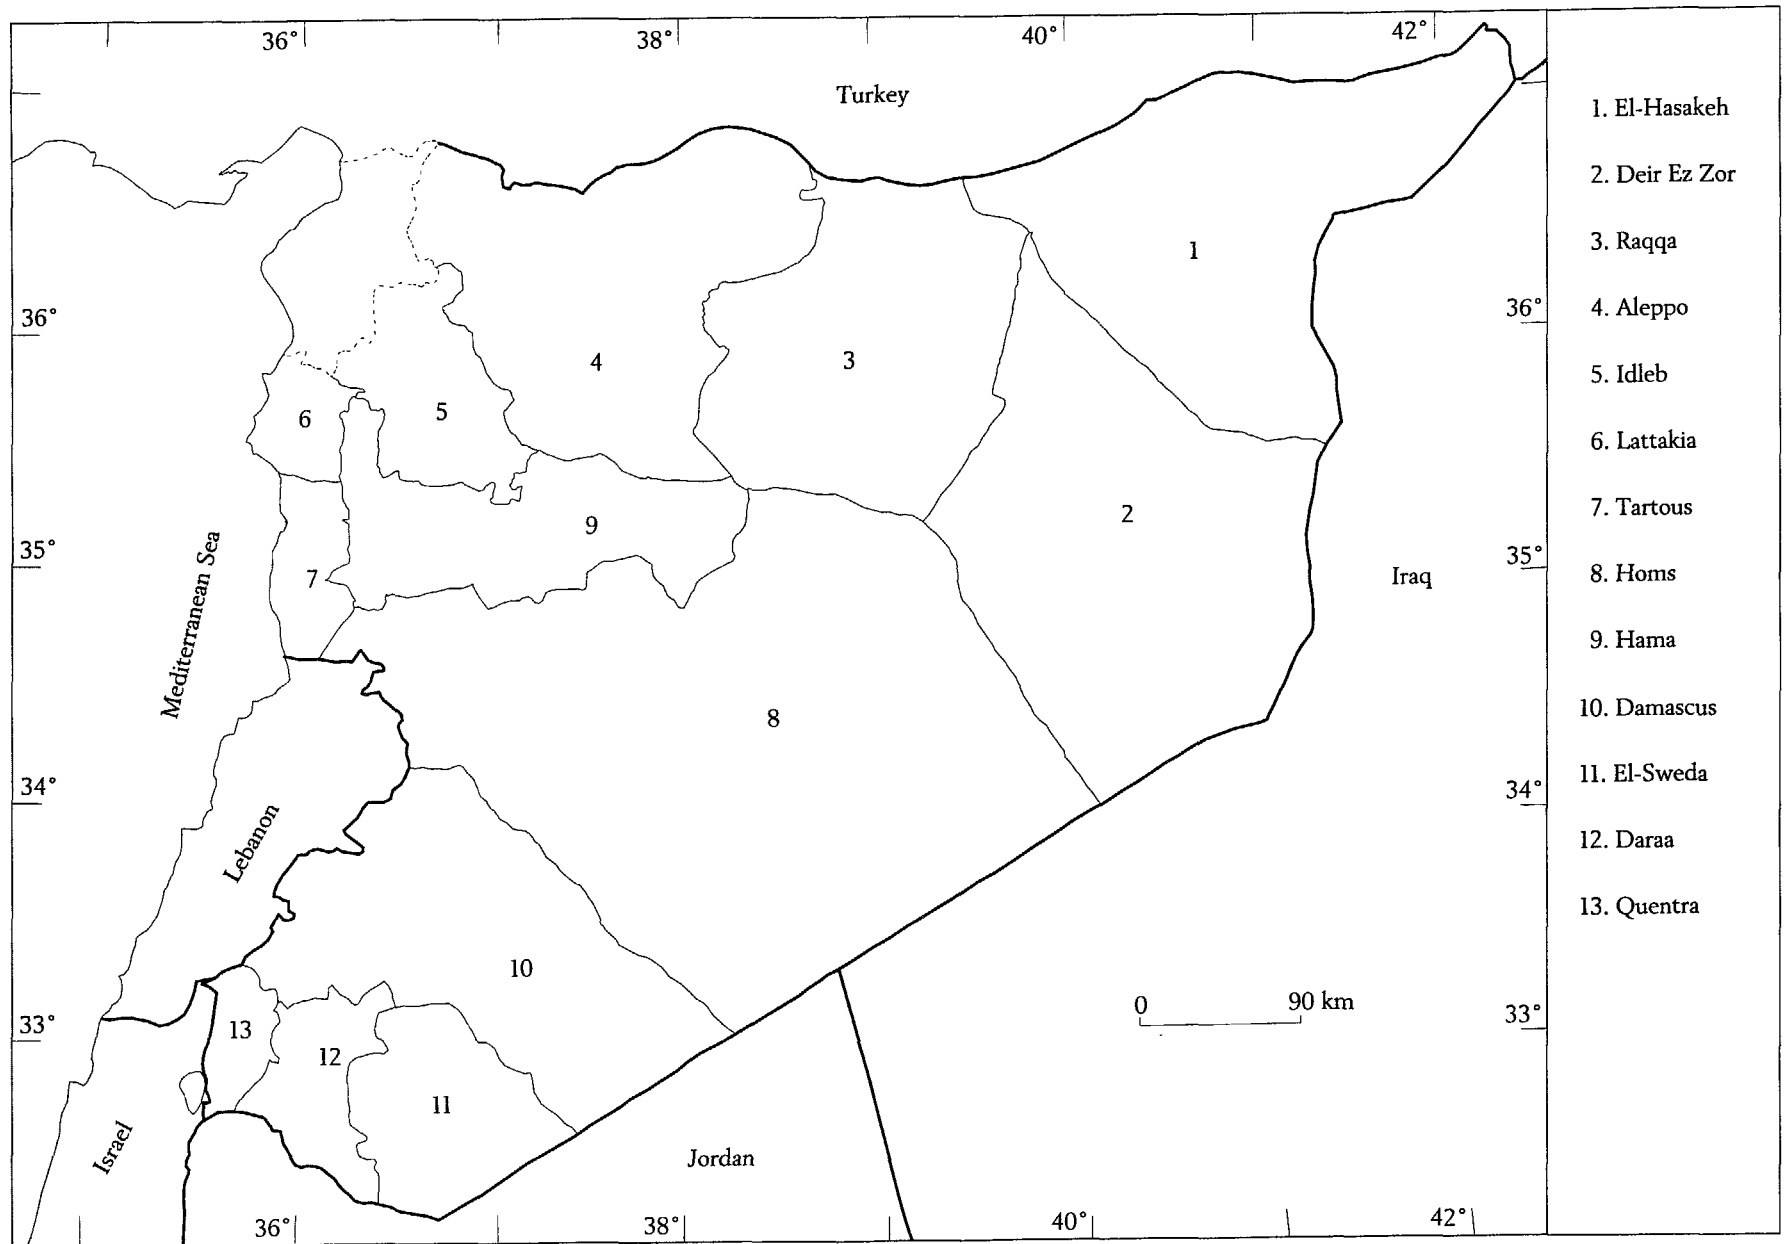 36° 38° 40° 42°
Turkey
1. El-Hasakeh
2. Deir Ez Zor
3. Raqqa
4. Aleppo
5. Idleb
6. Lattakia
7. Tartous
8. Homs
9. Hama
10. Damascus
11. El-Sweda
12. Daraa
13. Quentra
1
36° 36°
4 3
6 5
9 2
35° 35°
7 Iraq
Mediterranean Sea
8
34° 34°
Lebanon
10
0 90 km
33° 33°
13 12
11
Israel
Jordan
36° 38° 40° 42°